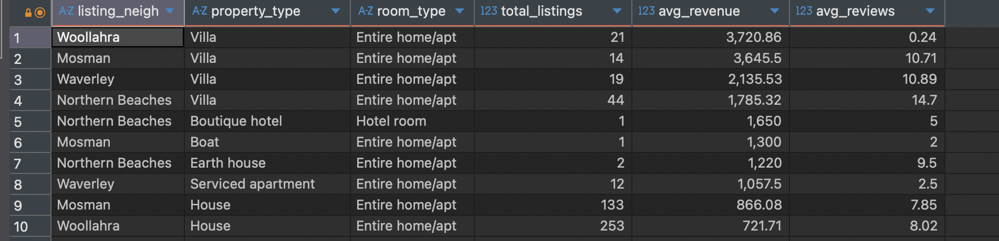 A-Z listing_neigh A-Z property_type A-Z room_type 123 total_listings 123 avg_revenue 123 avg_reviews
1 Woollahra Villa Entire home/apt 21 3,720.86 0.24
2 Mosman Villa Entire home/apt 14 3,645.5 10.71
3 Waverley Villa Entire home/apt 19 2,135.53 10.89
4 Northern Beaches Villa Entire home/apt 44 1,785.32 14.7
5 Northern Beaches Boutique hotel Hotel room 1 1,650 5
6 Mosman Boat Entire home/apt 1 1,300 2
7 Northern Beaches Earth house Entire home/apt 2 1,220 9.5
8 Waverley Serviced apartment Entire home/apt 12 1,057.5 2.5
9 Mosman House Entire home/apt 133 866.08 7.85
10 Woollahra House Entire home/apt 253 721.71 8.02